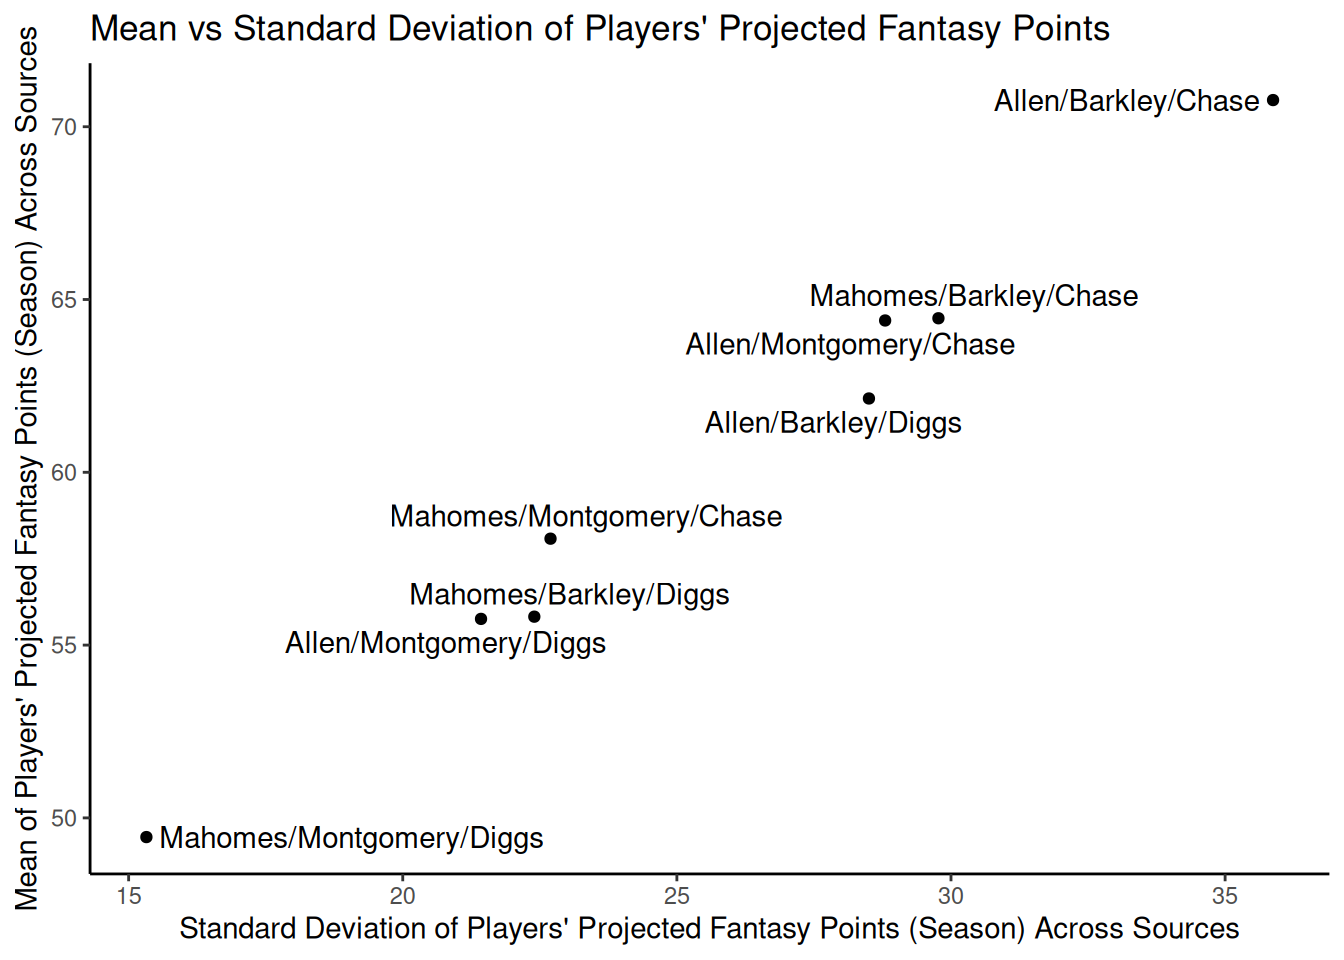 Mean vs Standard Deviation of Players' Projected Fantasy Points
Mean of Players' Projected Fantasy Points (Season) Across Sources
70
65
60
55
50
Allen/Barkley/Chase
Mahomes/Barkley/Chase
Allen/Montgomery/Chase
Allen/Barkley/Diggs
Mahomes/Montgomery/Chase
Mahomes/Barkley/Diggs
Allen/Montgomery/Diggs
Mahomes/Montgomery/Diggs
15 20 25 30 35
Standard Deviation of Players' Projected Fantasy Points (Season) Across Sources